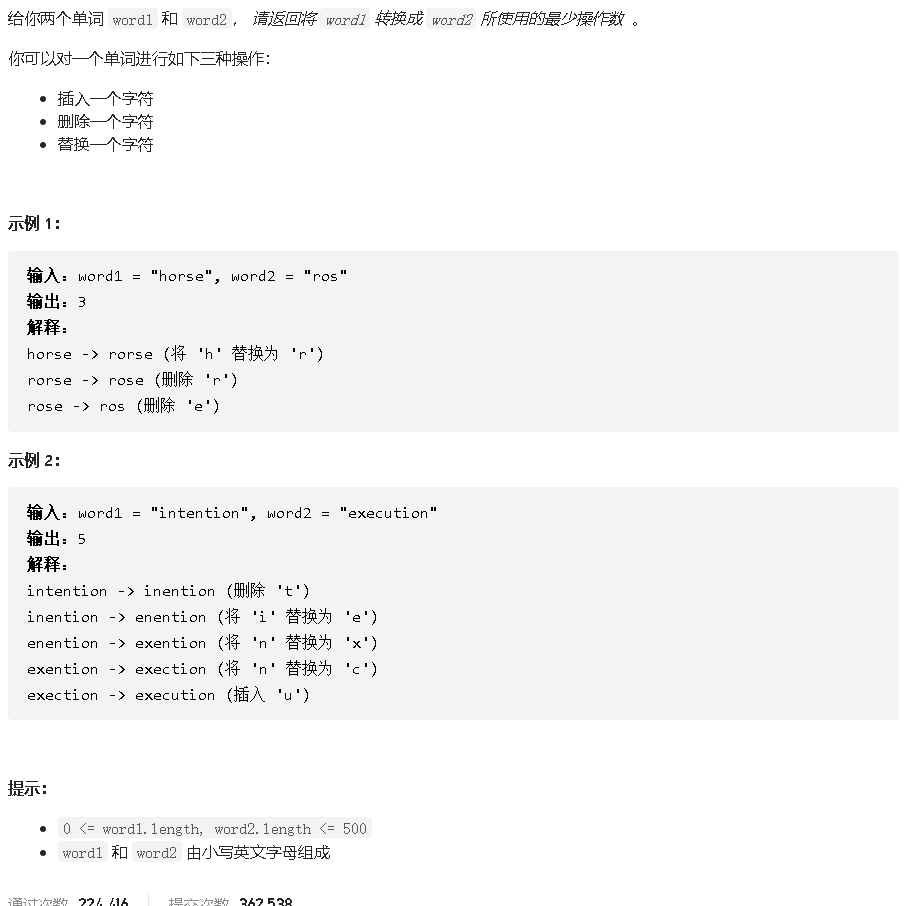 给你两个单词 word1 和 word2， 请返回将 word1 转换成 word2 所使用的最少操作数 。
你可以对一个单词进行如下三种操作：
• 插入一个字符
• 删除一个字符
• 替换一个字符
示例 1：
输入：word1 = "horse", word2 = "ros"
输出：3
解释：
horse -> rorse (将 'h' 替换为 'r')
rorse -> rose (删除 'r')
rose -> ros (删除 'e')
示例 2：
输入：word1 = "intention", word2 = "execution"
输出：5
解释：
intention -> inention (删除 't')
inention -> enention (将 'i' 替换为 'e')
enention -> exention (将 'n' 替换为 'x')
exention -> exection (将 'n' 替换为 'c')
exection -> execution (插入 'u')
提示：
• 0 <= word1.length, word2.length <= 500
• word1 和 word2 由小写英文字母组成
通过次数 224,416 提交次数 362,538